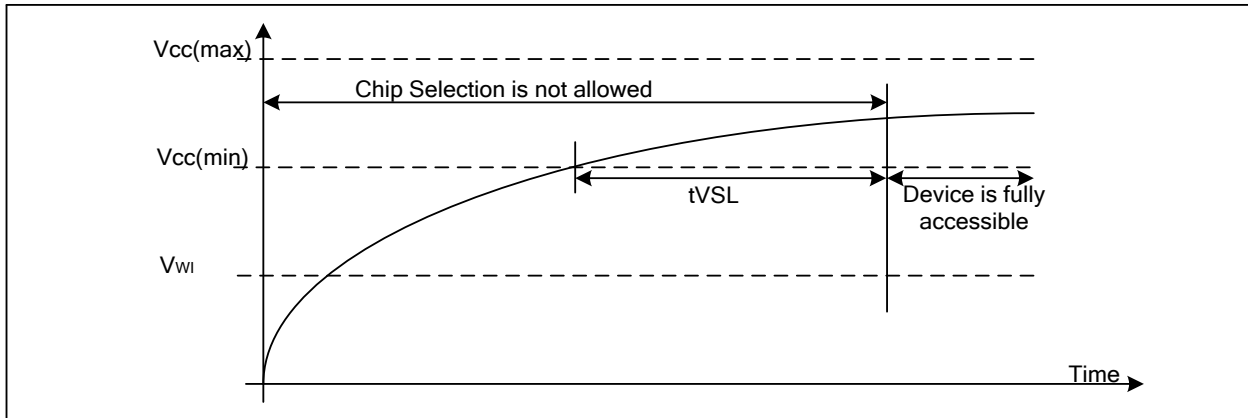 Vcc(max)
Chip Selection is not allowed
Vcc(min)
tVSL
Device is fully
accessible
VWI
Time